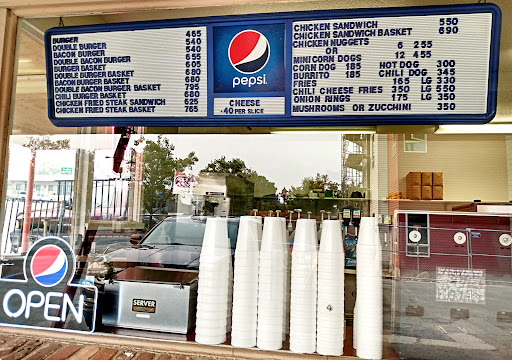 BURGER 465
DOUBLE BURGER 540
BACON BURGER 540
DOUBLE BACON BURGER 655
BURGER BASKET 605
DOUBLE BURGER BASKET 680
BACON BURGER BASKET 680
DOUBLE BACON BURGER BASKET 795
CHILI BURGER BASKET 680
CHICKEN FRIED STEAK SANDWICH 625
CHICKEN FRIED STEAK BASKET 765
pepsi
CHEESE
.40 PER SLICE
CHICKEN SANDWICH 550
CHICKEN SANDWICH BASKET 690
CHICKEN NUGGETS 6 255
OR
MINI CORN DOGS 12 455
CORN DOG 185 HOT DOG 300
BURRITO 185 CHILI DOG 345
FRIES 165 LG 330
CHILI CHEESE FRIES 350 LG 550
ONION RINGS 175 LG 350
MUSHROOMS OR ZUCCHINI 350
OPEN
SERVER